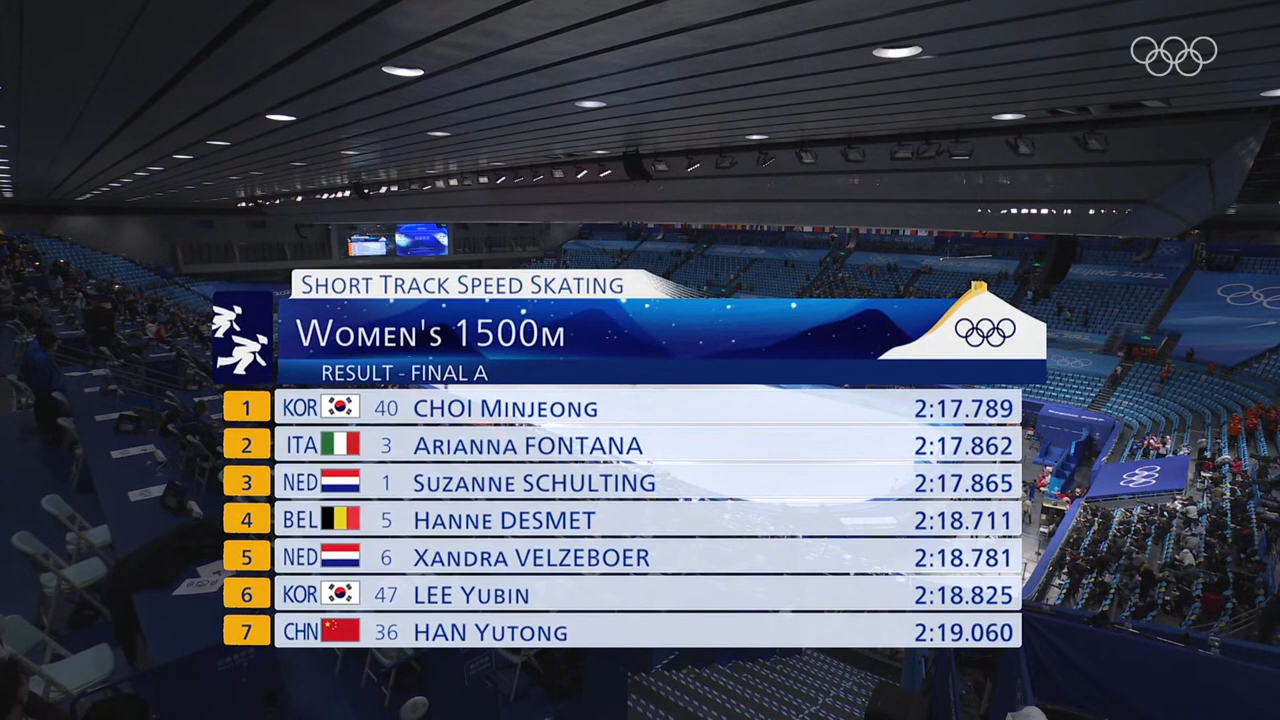 SHORT TRACK SPEED SKATING
WOMEN'S 1500M
RESULT - FINAL A
1 KOR 40 CHOI MINJEONG 2:17.789
2 ITA 3 ARIANNA FONTANA 2:17.862
3 NED 1 SUZANNE SCHULTING 2:17.865
4 BEL 5 HANNE DESMET 2:18.711
5 NED 6 XANDRA VELZEBOER 2:18.781
6 KOR 47 LEE YUBIN 2:18.825
7 CHN 36 HAN YUTONG 2:19.060
BEIJING 2022